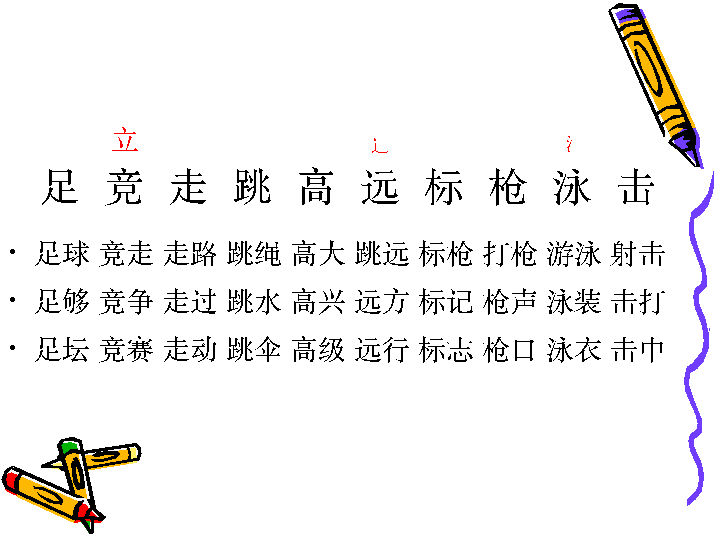 立 辶 氵
足 竞 走 跳 高 远 标 枪 泳 击
• 足球 竞走 走路 跳绳 高大 跳远 标枪 打枪 游泳 射击
• 足够 竞争 走过 跳水 高兴 远方 标记 枪声 泳装 击打
• 足坛 竞赛 走动 跳伞 高级 远行 标志 枪口 泳衣 击中